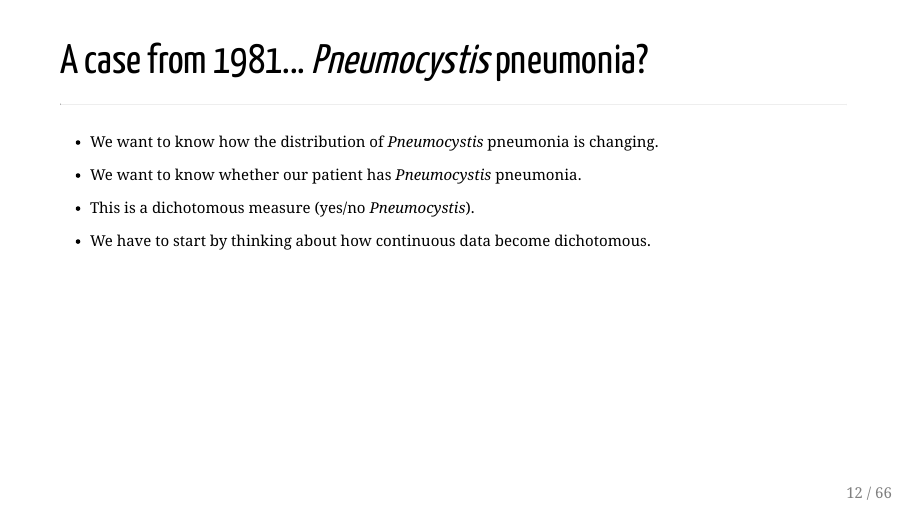 A case from 1981... Pneumocystis pneumonia?
• We want to know how the distribution of Pneumocystis pneumonia is changing.
• We want to know whether our patient has Pneumocystis pneumonia.
• This is a dichotomous measure (yes/no Pneumocystis).
• We have to start by thinking about how continuous data become dichotomous.
12 / 66